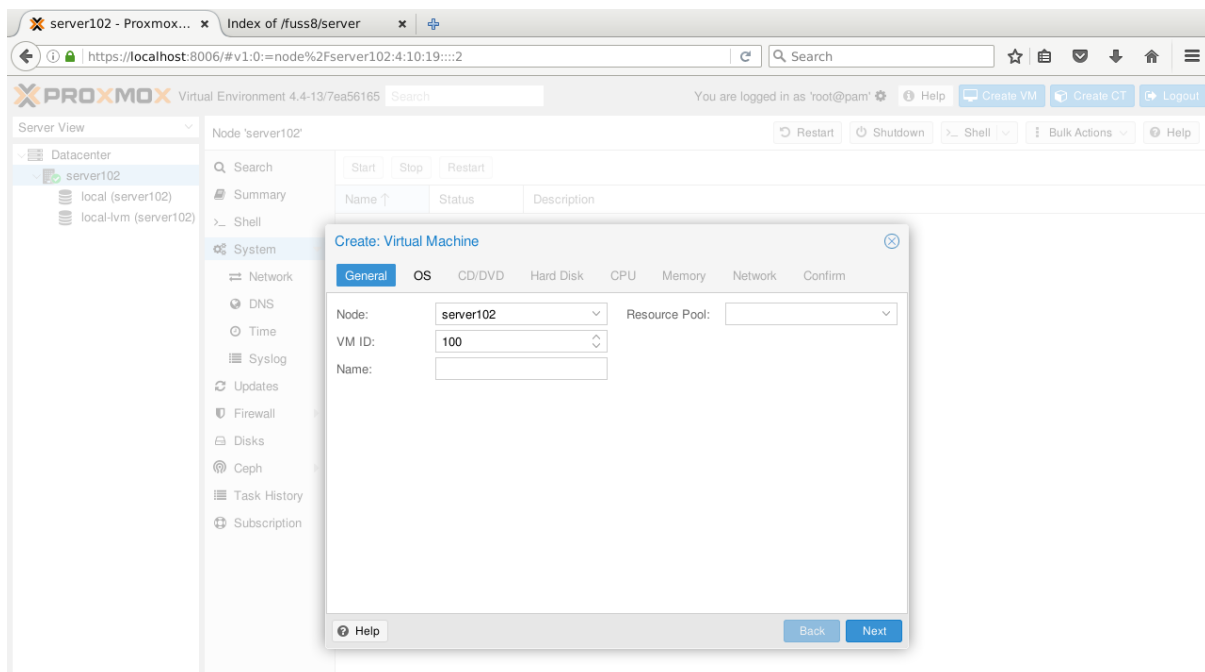 server102 - Proxmox... × Index of /fuss8/server ×
https://localhost:8006/#v1:0:=node%2Fserver102:4:10:19::::2 Search
PROXMOX Virtual Environment 4.4-13/7ea56165 Search You are logged in as 'root@pam' Help Create VM Create CT Logout
Server View Node 'server102' Restart Shutdown >_ Shell Bulk Actions Help
Datacenter
server102
local (server102)
local-lvm (server102)
Search
Summary
>_ Shell
System
Network
DNS
Time
Syslog
Updates
Firewall
Disks
Ceph
Task History
Subscription
Start Stop Restart
Name Status Description
Create: Virtual Machine
General OS CD/DVD Hard Disk CPU Memory Network Confirm
Node: server102 Resource Pool:
VM ID: 100
Name:
Help Back Next